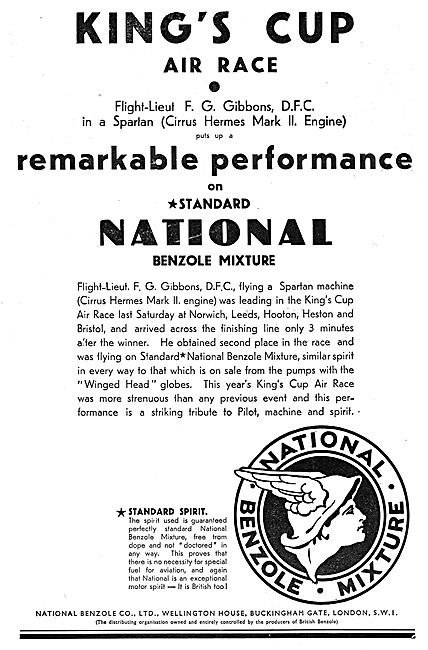 KING'S CUP
AIR RACE
Flight-Lieut F. G. Gibbons, D.F.C.
in a Spartan (Cirrus Hermes Mark II. Engine)
puts up a
remarkable performance
on
★STANDARD
NATIONAL
BENZOLE MIXTURE
Flight-Lieut. F. G. Gibbons, D.F.C., flying a Spartan machine
(Cirrus Hermes Mark II. engine) was leading in the King's Cup
Air Race last Saturday at Norwich, Leeds, Hooton, Heston and
Bristol, and arrived across the finishing line only 3 minutes
after the winner. He obtained second place in the race and
was flying on Standard★National Benzole Mixture, similar spirit
in every way to that which is on sale from the pumps with the
"Winged Head" globes. This year's King's Cup Air Race
was more strenuous than any previous event and this per-
formance is a striking tribute to Pilot, machine and spirit.
★ STANDARD SPIRIT.
The spirit used is guaranteed
perfectly standard National
Benzole Mixture, free from
dope and not "doctored" in
any way. This proves that
there is no necessity for special
fuel for aviation, and again
that National is an exceptional
motor spirit — It is British too!
NATIONAL
BENZOLE MIXTURE
NATIONAL BENZOLE CO., LTD., WELLINGTON HOUSE, BUCKINGHAM GATE, LONDON, S.W.1.
(The distributing organisation owned and entirely controlled by the producers of British Benzole)